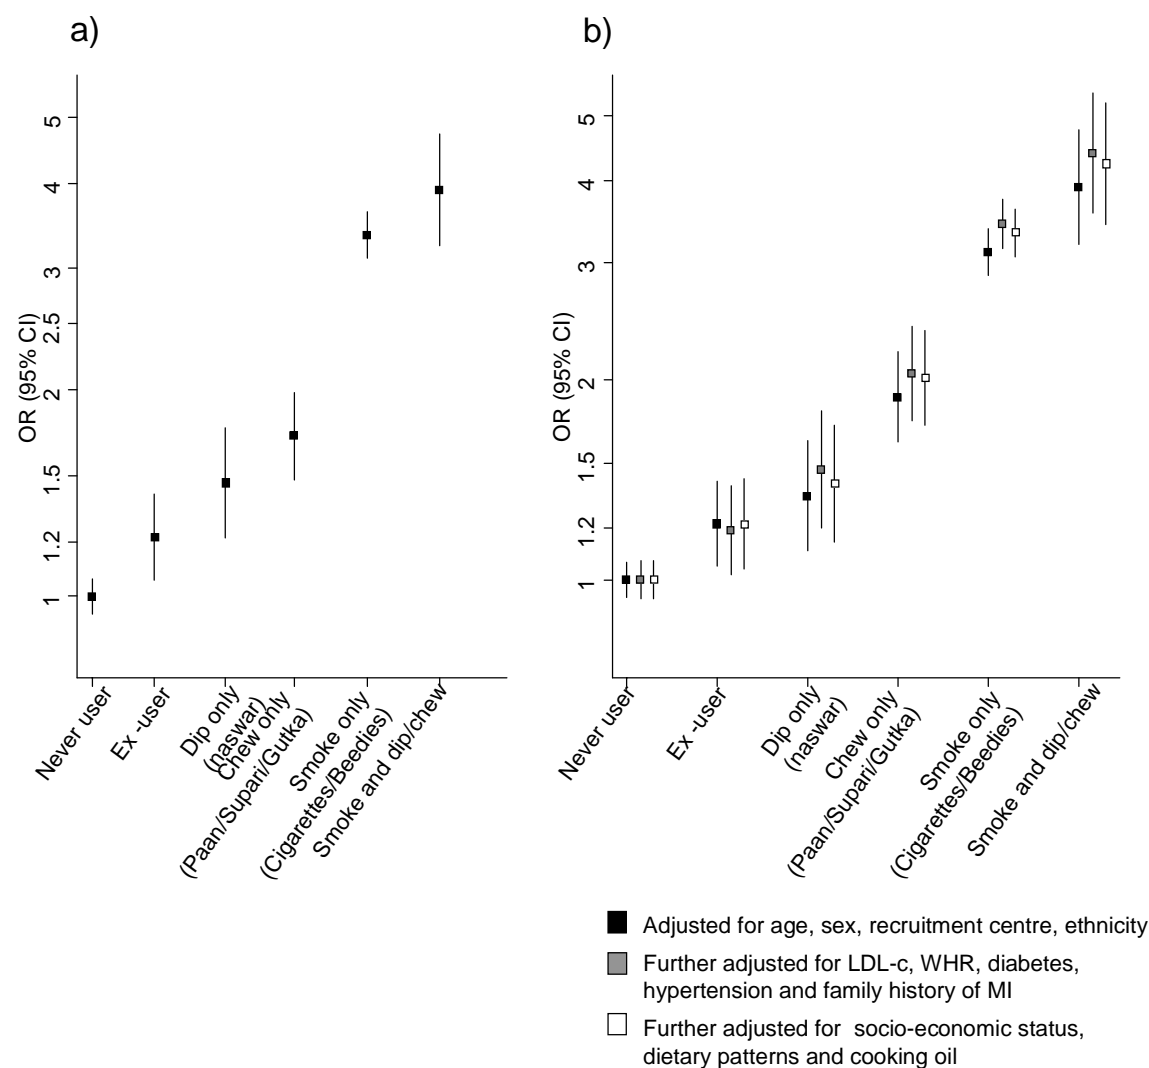 a)
OR (95% CI)
5
4
3
2.5
2
1.5
1.2
1
Never user
Ex -user
Dip only
(naswar)
Chew only
(Paan/Supari/Gutka)
Smoke only
(Cigarettes/Beedies)
Smoke and dip/chew
b)
OR (95% CI)
5
4
3
2
1.5
1.2
1
Never user
Ex -user
Dip only
(naswar)
Chew only
(Paan/Supari/Gutka)
Smoke only
(Cigarettes/Beedies)
Smoke and dip/chew
Adjusted for age, sex, recruitment centre, ethnicity
Further adjusted for LDL-c, WHR, diabetes,
hypertension and family history of MI
Further adjusted for socio-economic status,
dietary patterns and cooking oil